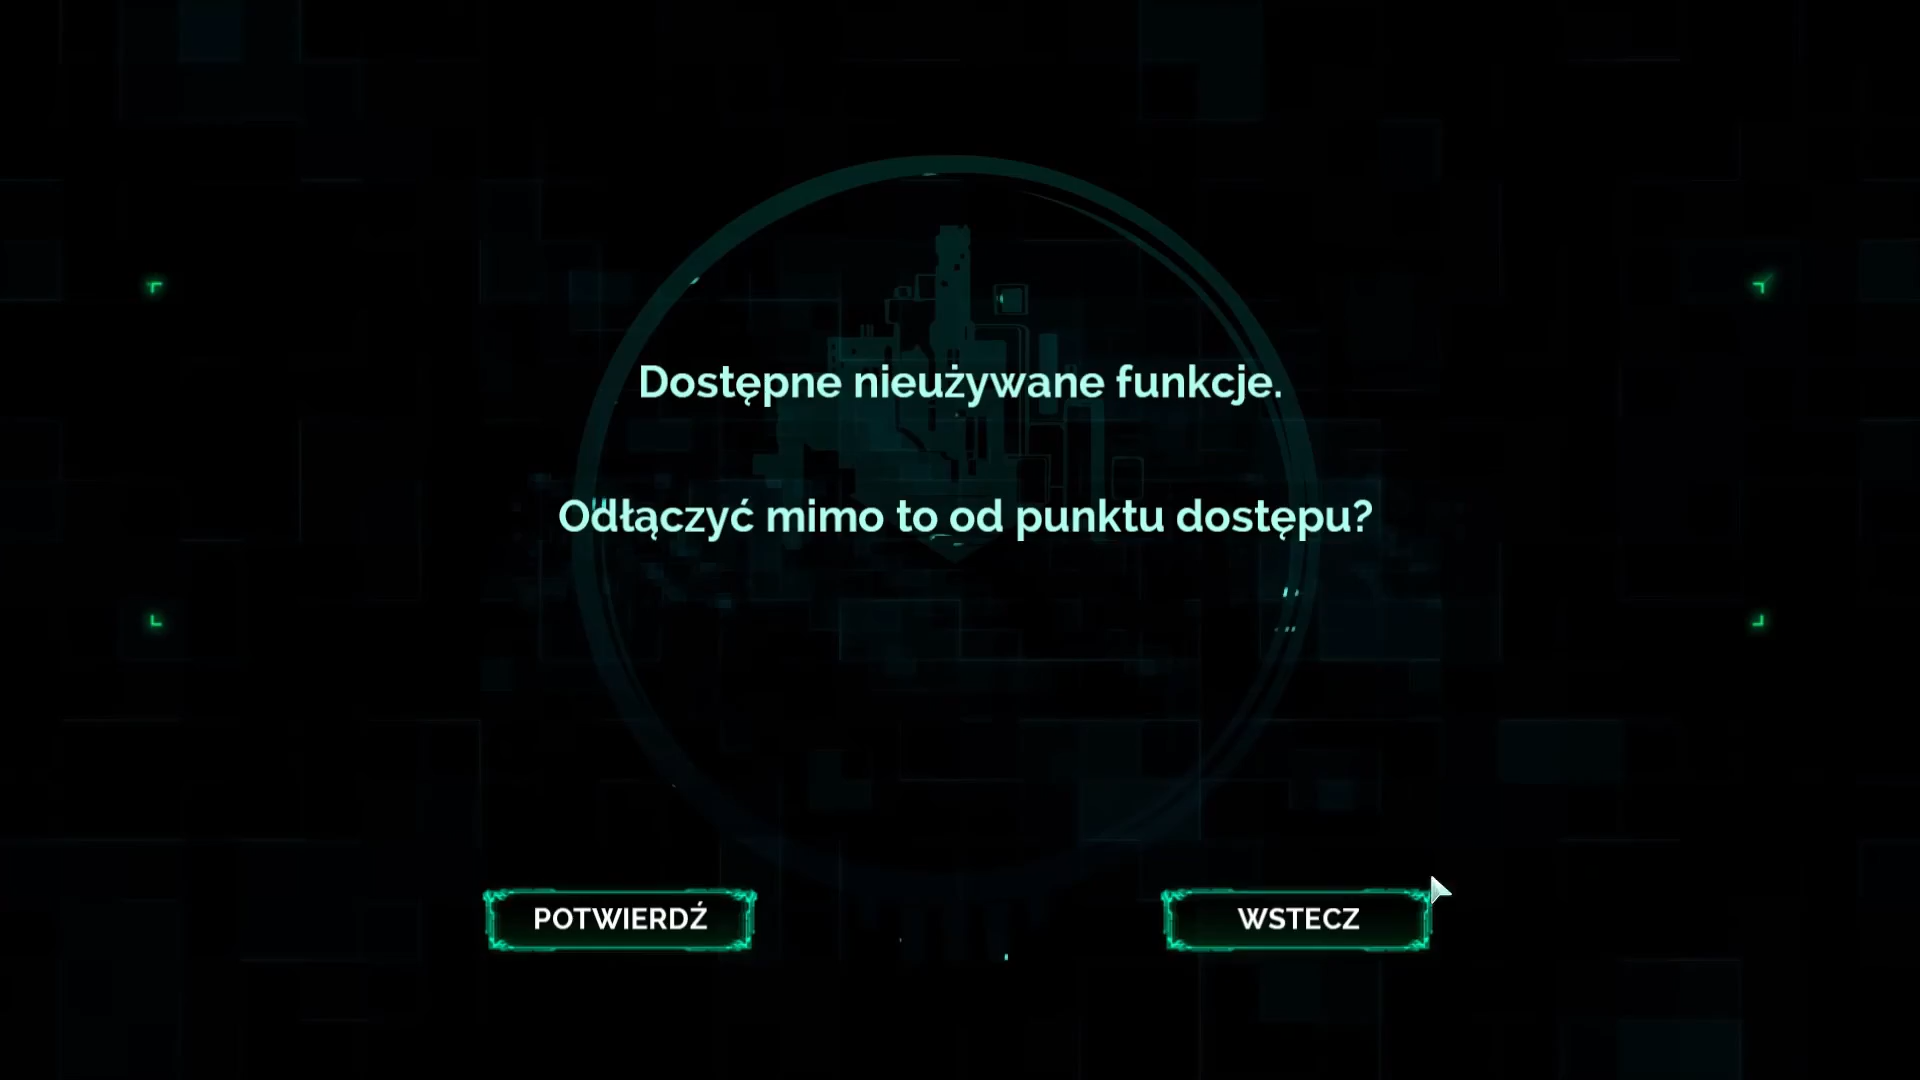 Dostępne nieużywane funkcje.
Odłączyć mimo to od punktu dostępu?
POTWIERDŹ
WSTECZ